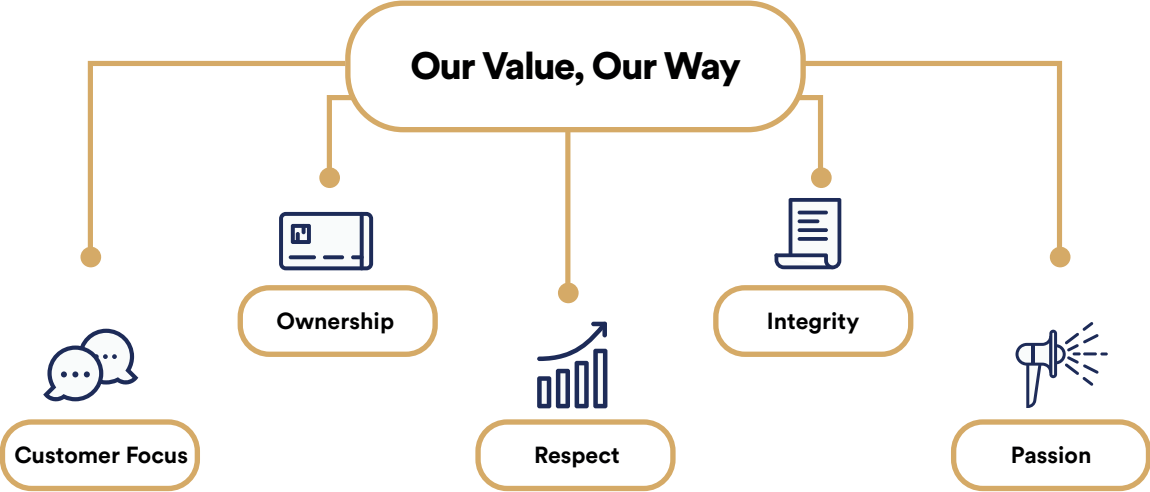 Our Value, Our Way
Ownership
Integrity
Customer Focus
Respect
Passion